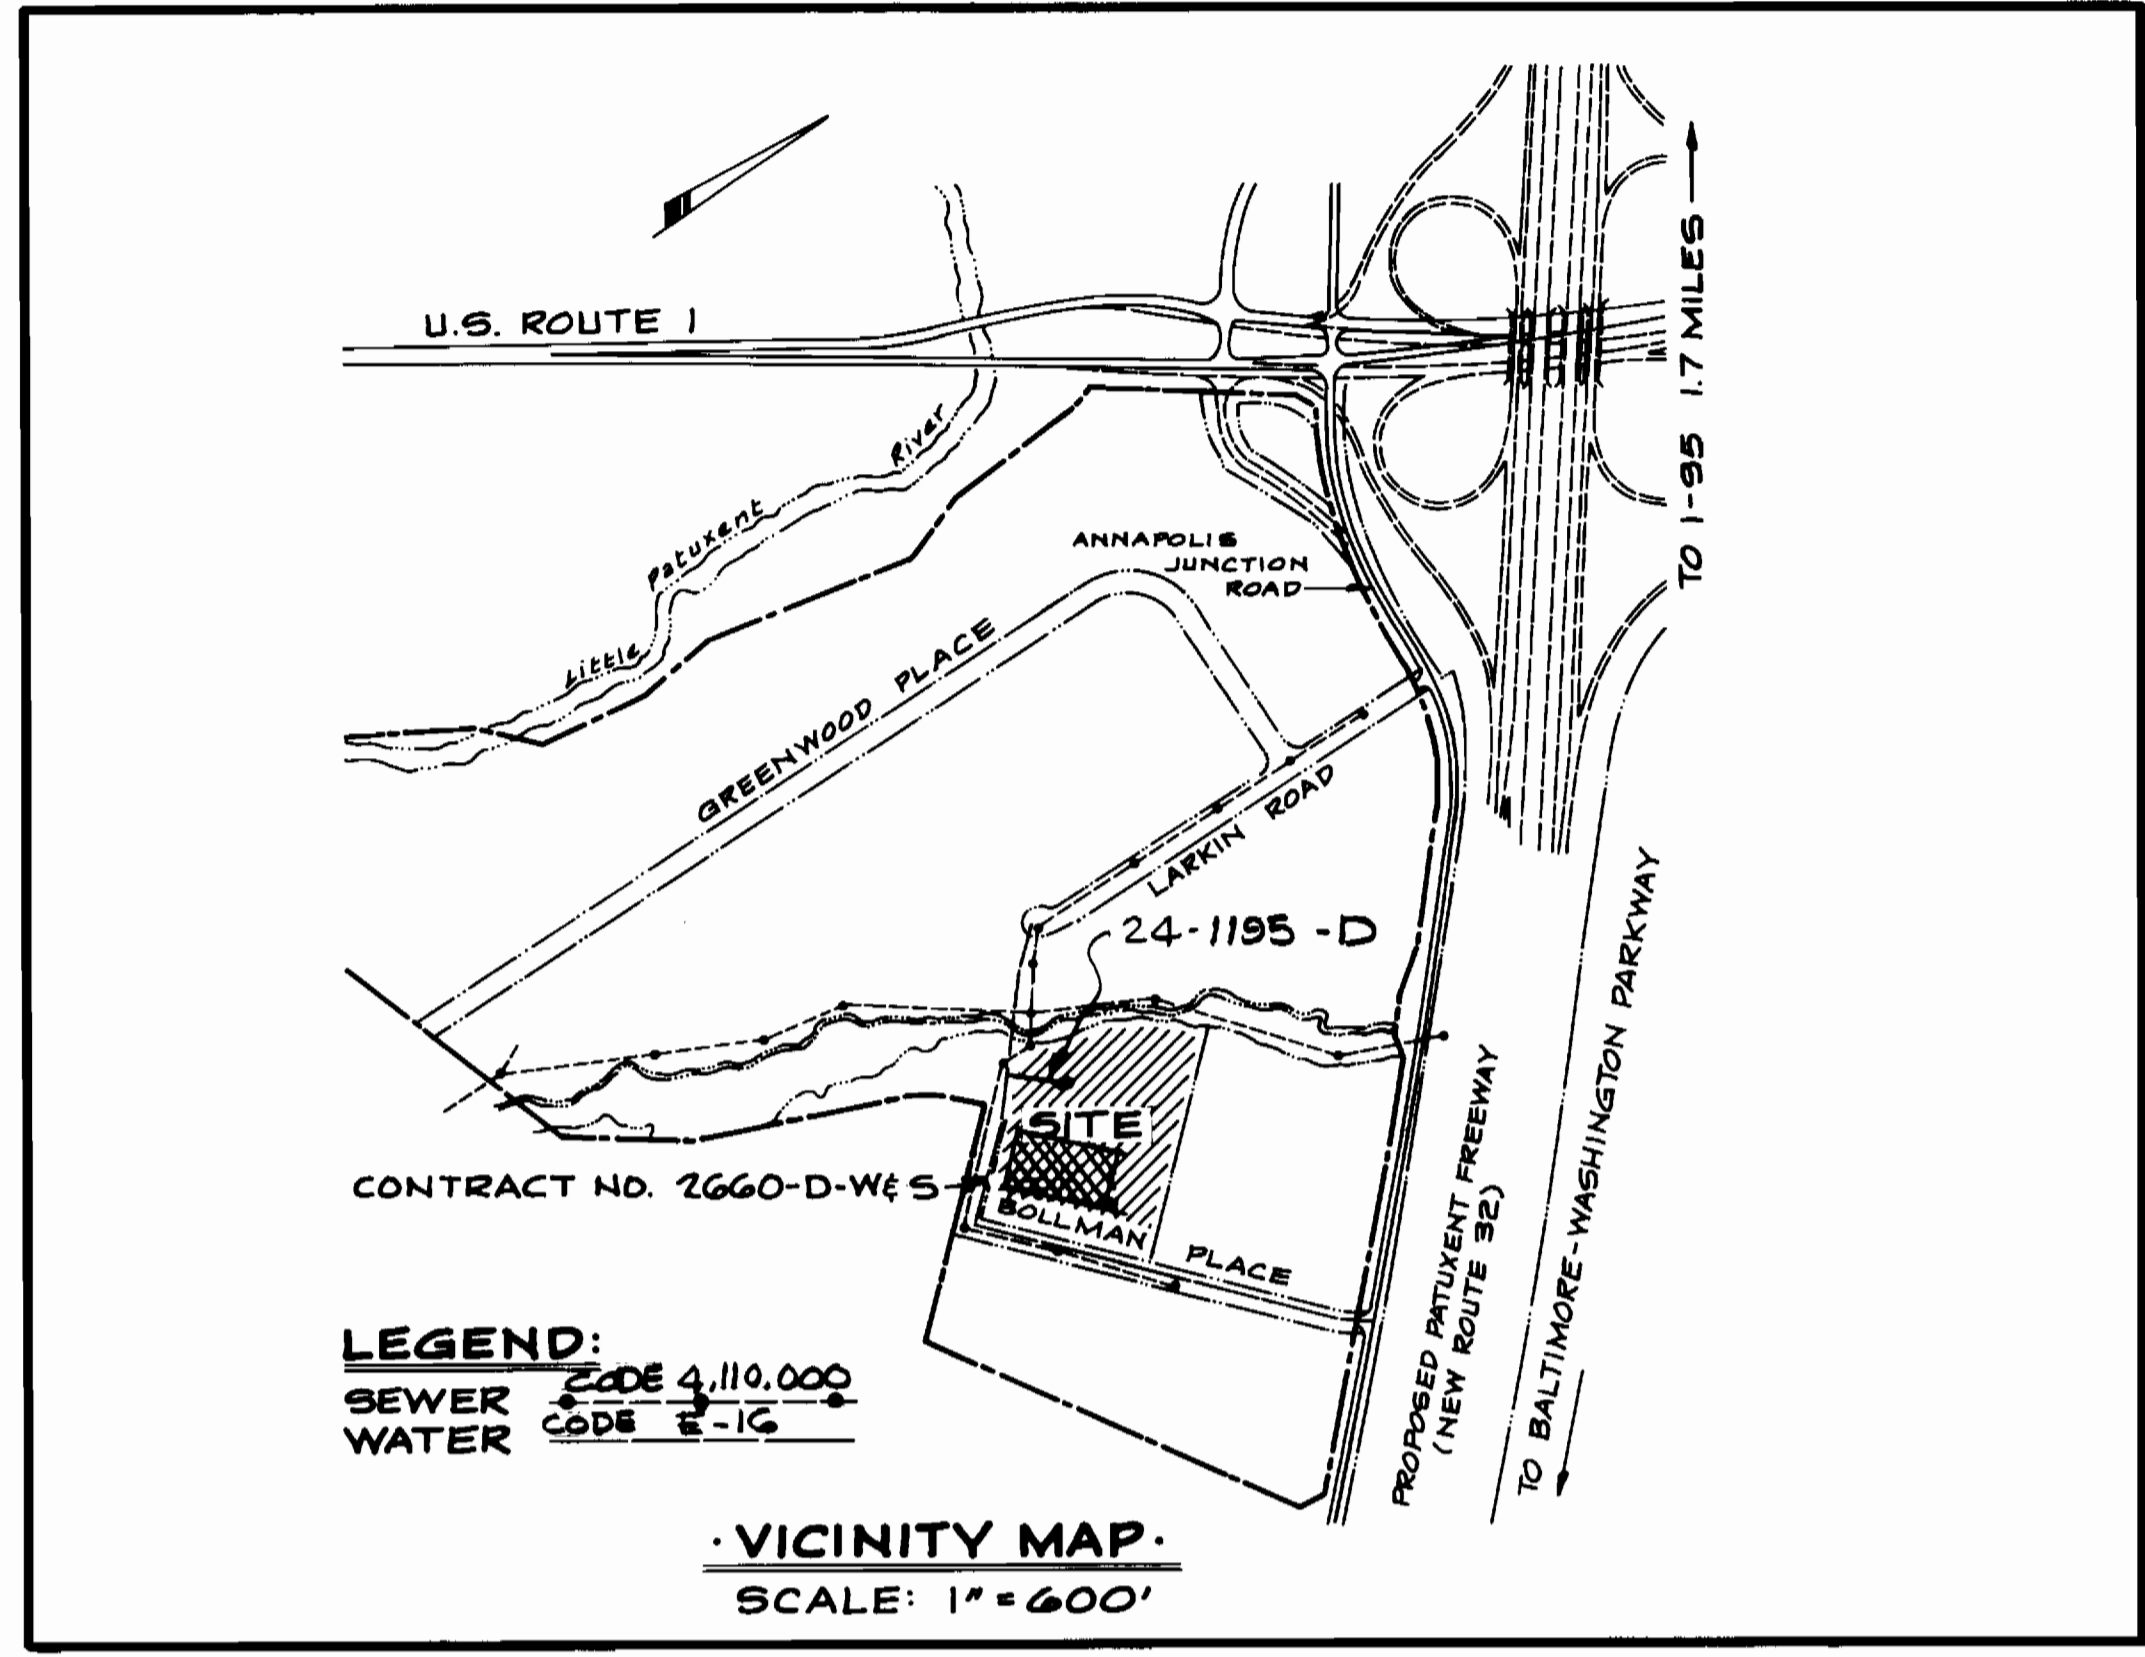 U.S. ROUTE 1
TO I-95 1.7 MILES
Little Patuxent River
ANNAPOLIS
JUNCTION
ROAD
GREENWOOD PLACE
LARKIN ROAD
24-1195-D
SITE
CONTRACT NO. 2660-D-W&S
BOLLMAN PLACE
PROPOSED PATUXENT FREEWAY
(NEW ROUTE 32)
TO BALTIMORE-WASHINGTON PARKWAY
LEGEND:
SEWER CODE 4,110.000
WATER CODE E-16
·VICINITY MAP·
SCALE: 1"=600'